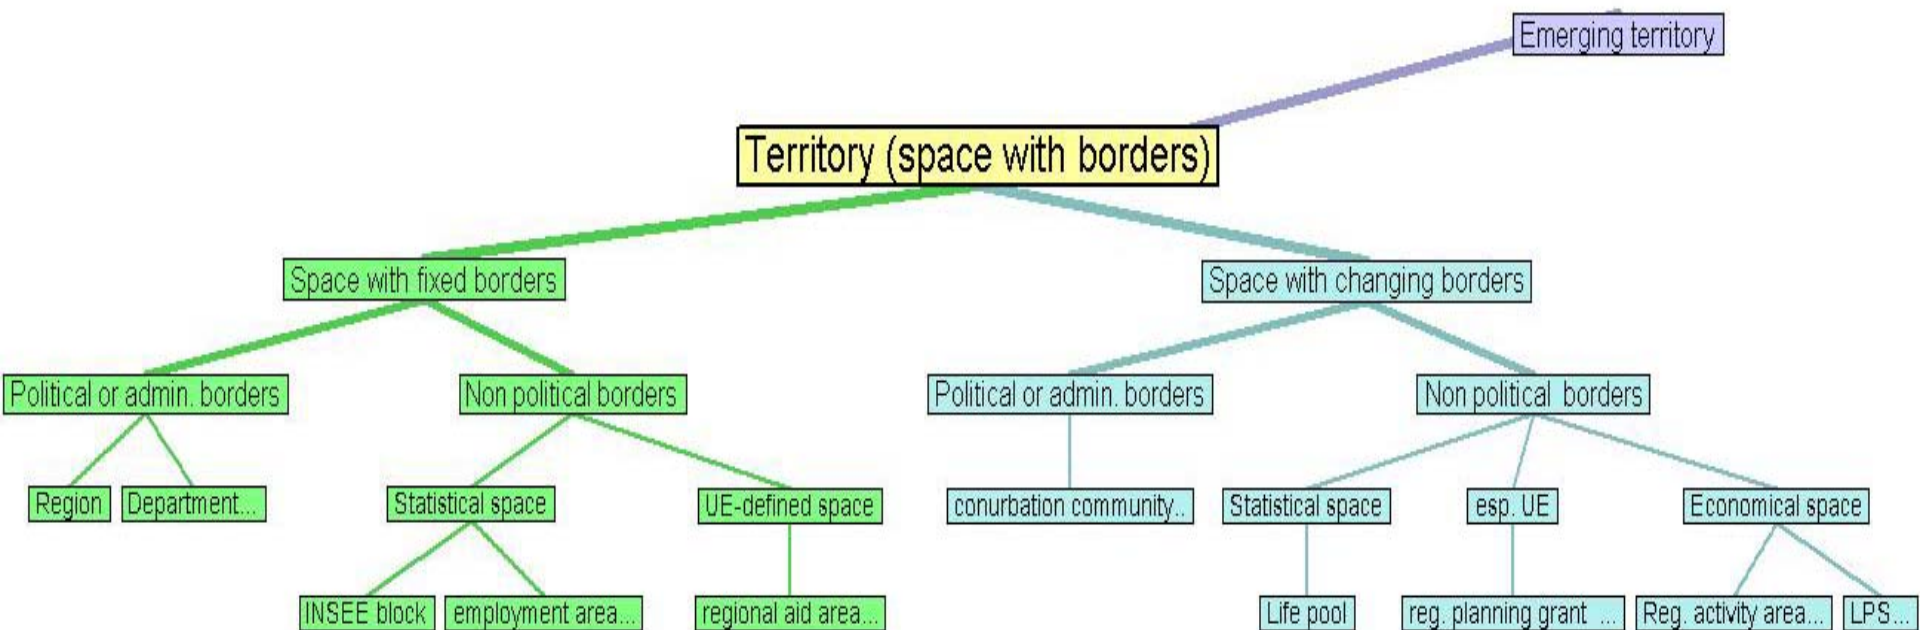 Emerging territory
Territory (space with borders)
Space with fixed borders
Space with changing borders
Political or admin. borders
Non political borders
Political or admin. borders
Non political borders
Region
Department...
Statistical space
UE-defined space
conurbation community..
Statistical space
esp. UE
Economical space
INSEE block
employment area...
regional aid area...
Life pool
reg. planning grant ...
Reg. activity area...
LPS...